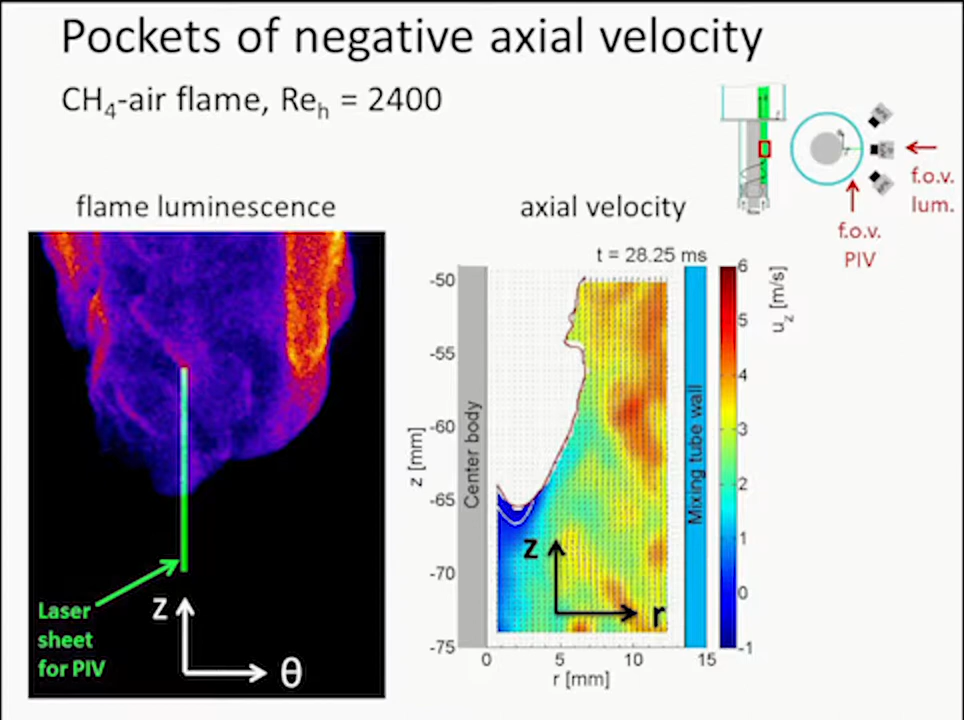 Pockets of negative axial velocity
CH₄-air flame, Reₕ = 2400
f.o.v.
lum.
f.o.v.
PIV
flame luminescence
axial velocity
t = 28.25 ms
-50
-55
-60
-65
-70
-75
z [mm]
Center body
Mixing tube wall
6
5
4
3
2
1
0
-1
u_z [m/s]
z
r
0
5
10
15
r [mm]
Laser
sheet
for PIV
z
θ